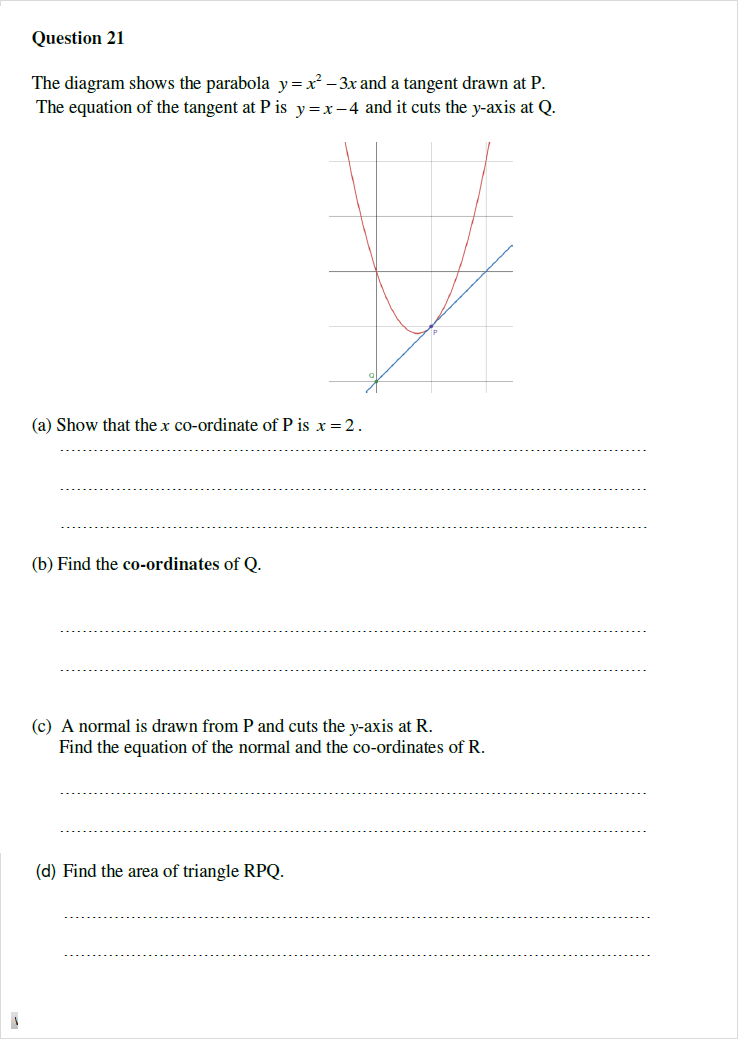 Question 21
The diagram shows the parabola y = x² – 3x and a tangent drawn at P.
The equation of the tangent at P is y = x – 4 and it cuts the y-axis at Q.
P
Q
(a) Show that the x co-ordinate of P is x = 2.
(b) Find the co-ordinates of Q.
(c) A normal is drawn from P and cuts the y-axis at R.
Find the equation of the normal and the co-ordinates of R.
(d) Find the area of triangle RPQ.